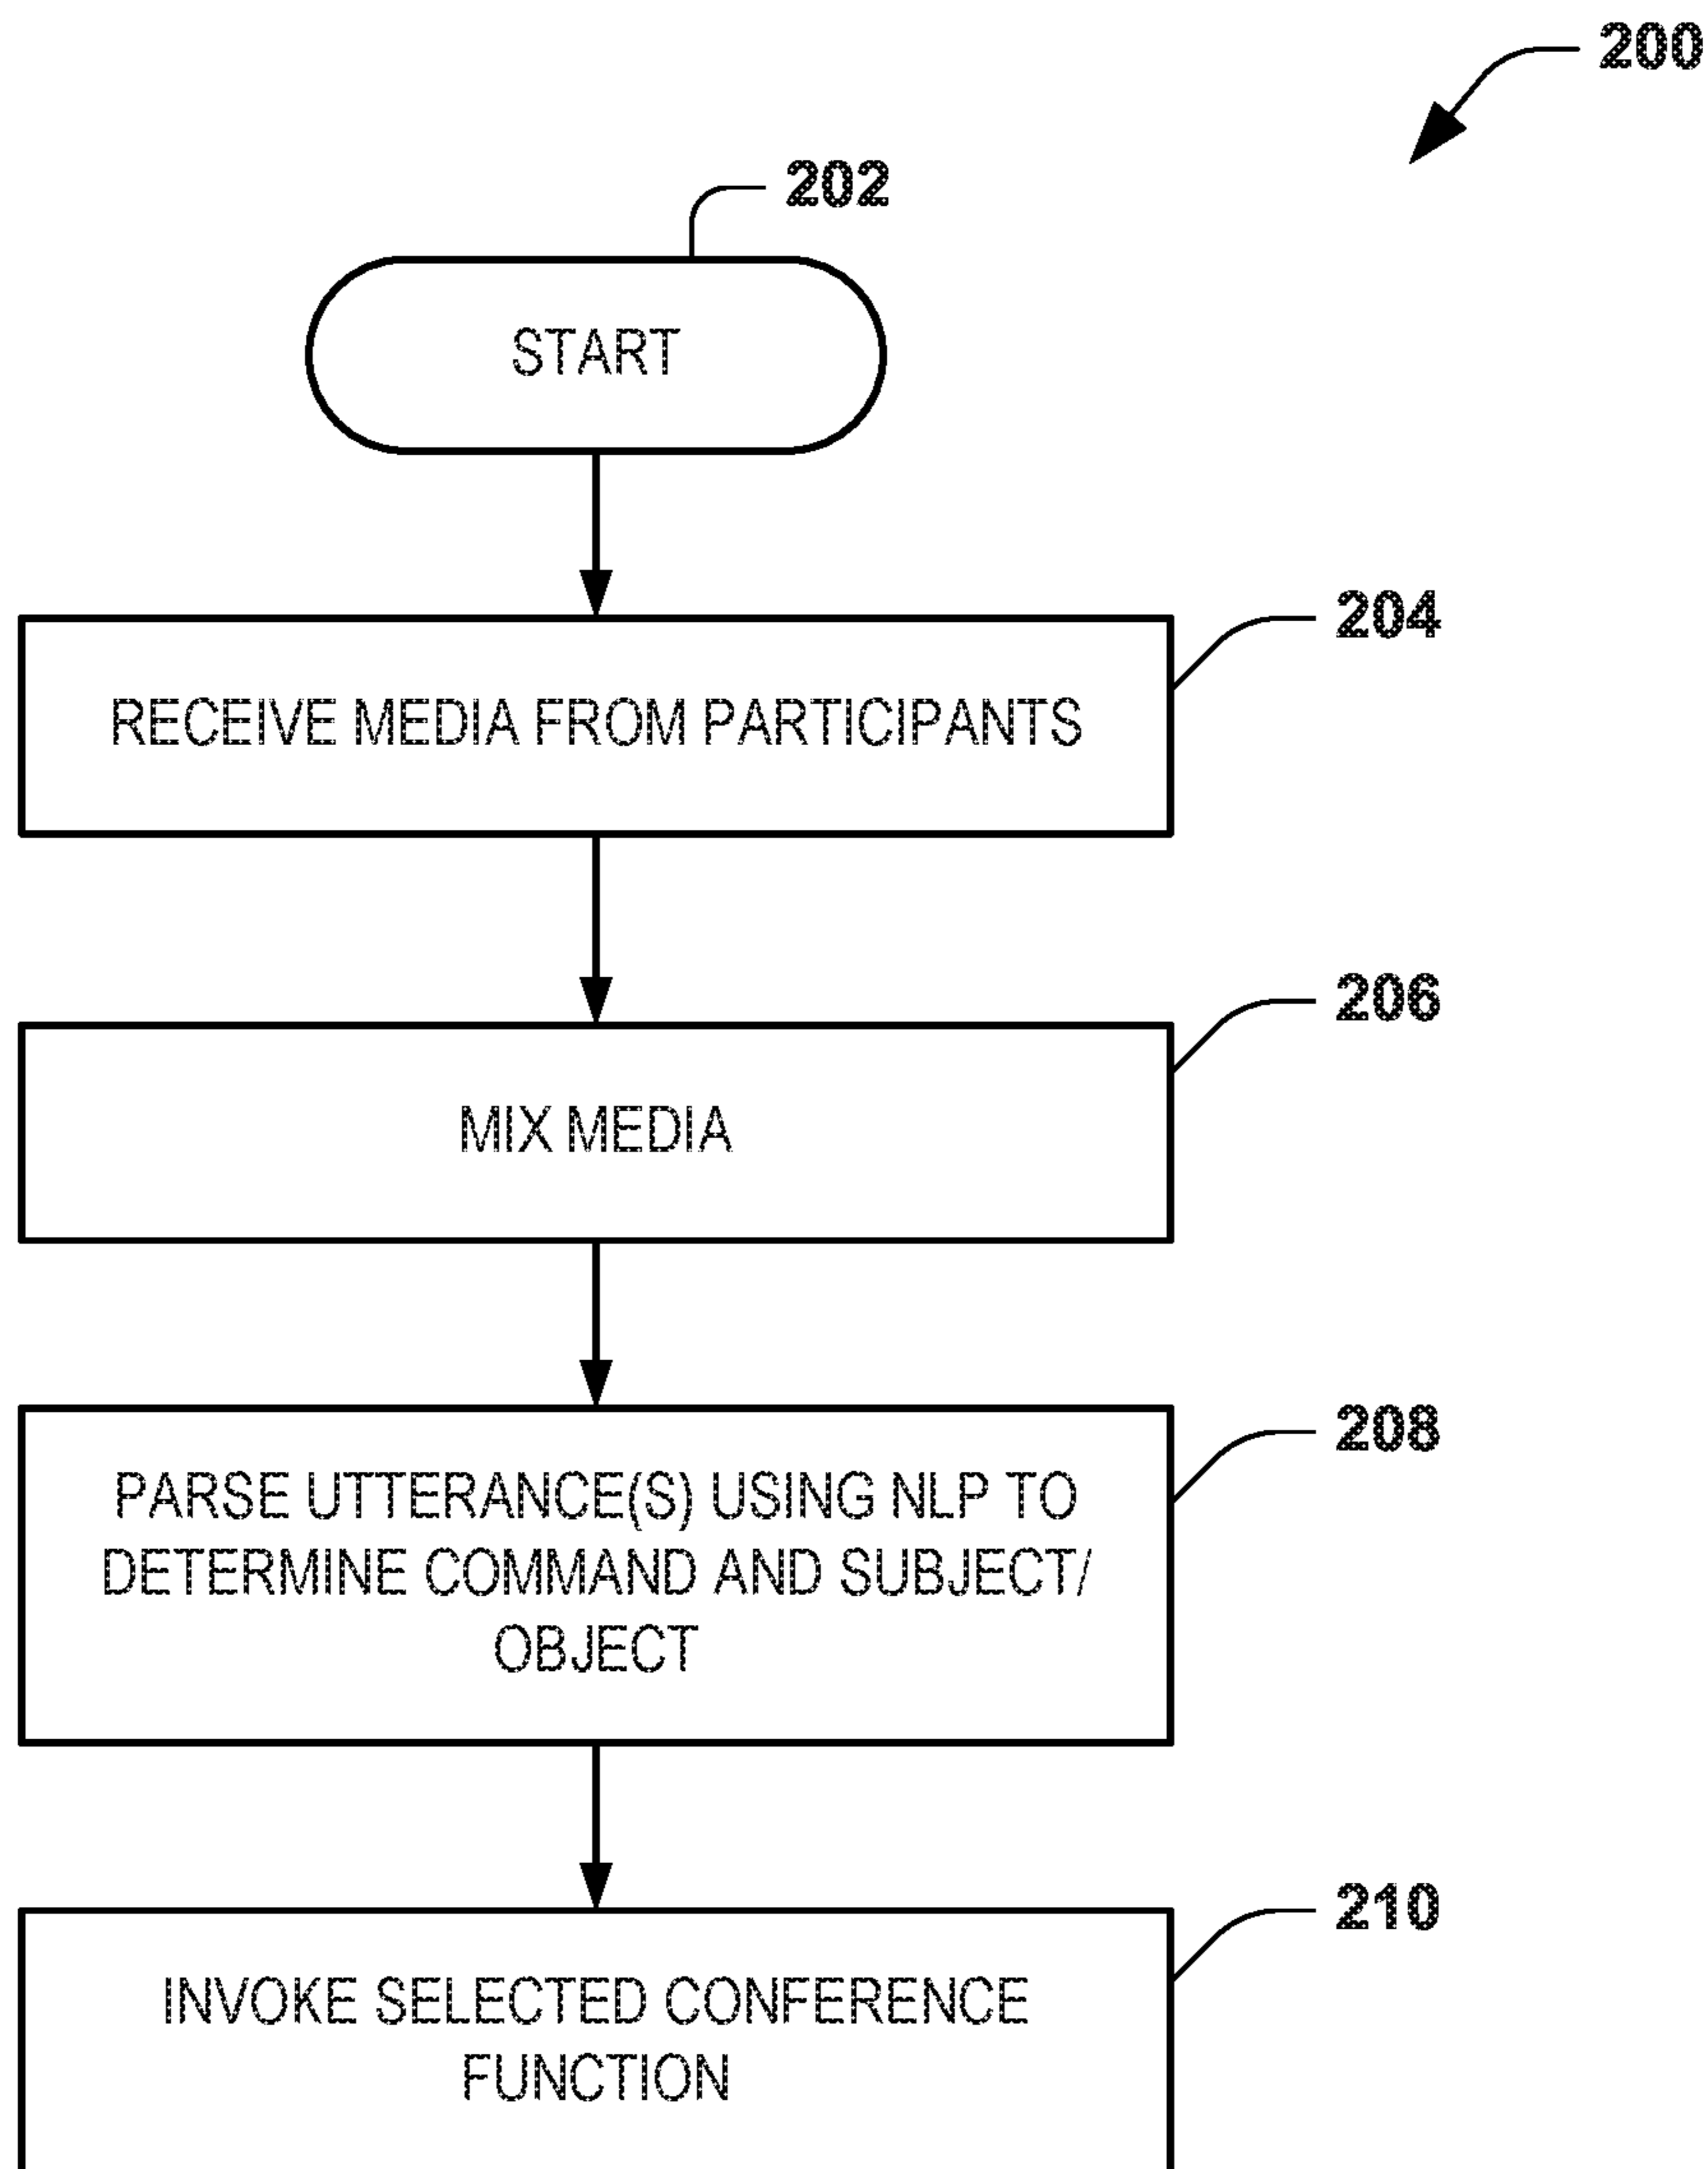 200
202
START
204
RECEIVE MEDIA FROM PARTICIPANTS
206
MIX MEDIA
208
PARSE UTTERANCE(S) USING NLP TO
DETERMINE COMMAND AND SUBJECT/
OBJECT
210
INVOKE SELECTED CONFERENCE
FUNCTION